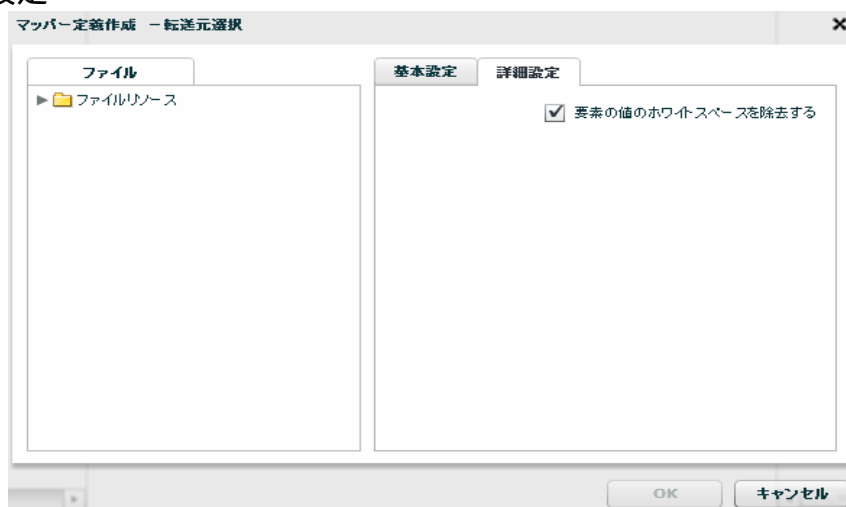 設定
マッパー定義作成 －転送元選択
ファイル
ファイルリソース
基本設定 詳細設定
要素の値のホワイトスペースを除去する
OK キャンセル